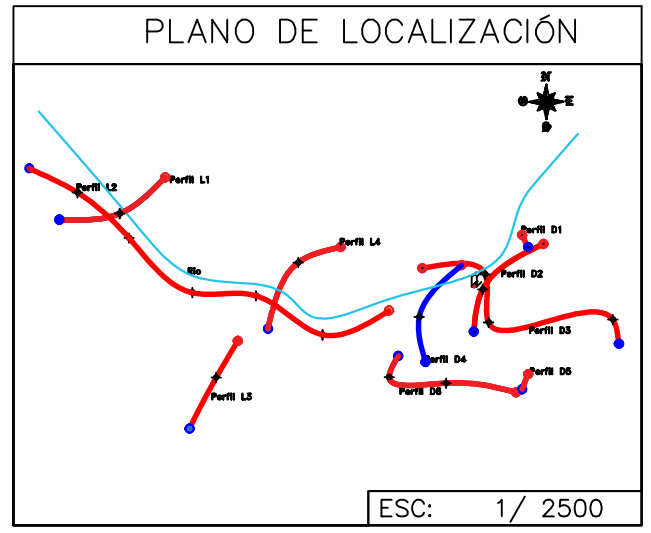 PLANO DE LOCALIZACIÓN
N
O E
Perfil L1
Perfil L2
Perfil D1
Perfil L4
Río
Perfil D2
Perfil D3
Perfil D4
Perfil D5
Perfil D6
Perfil L3
ESC: 1/ 2500